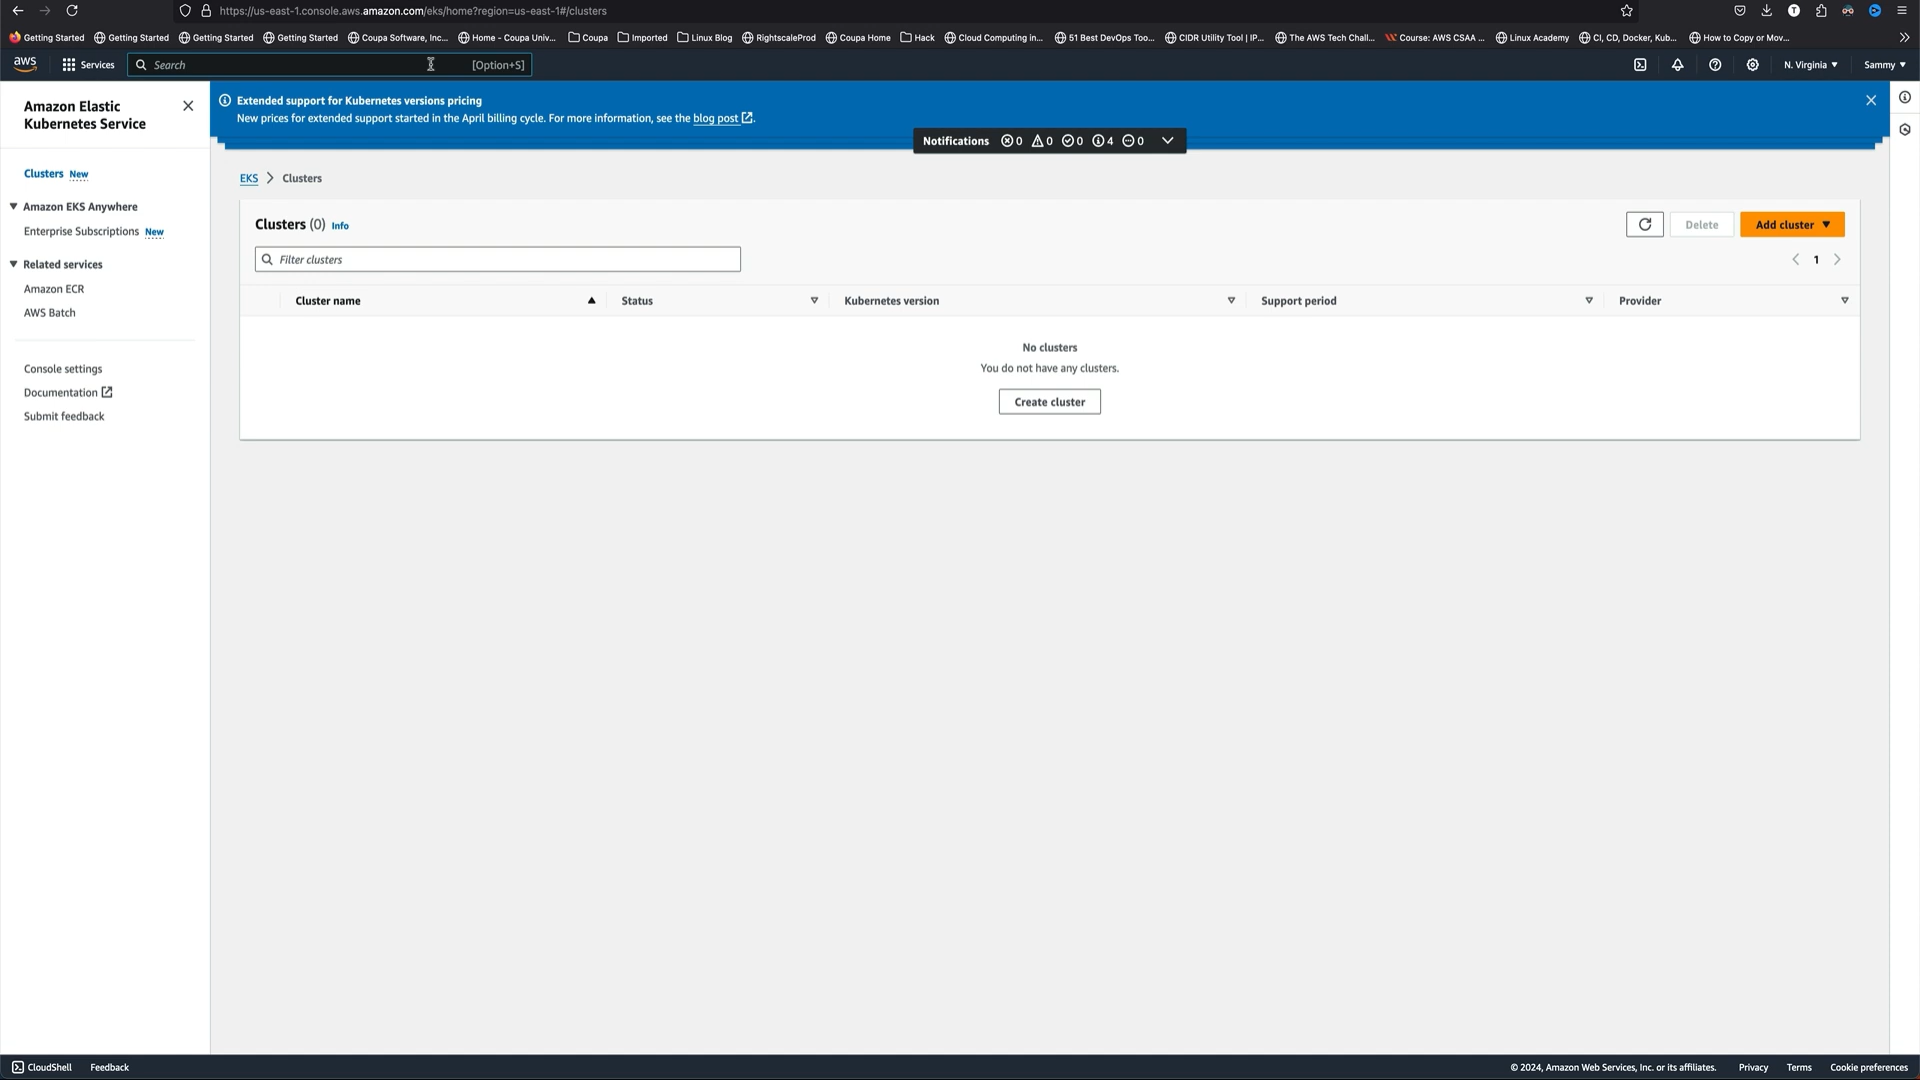 https://us-east-1.console.aws.amazon.com/eks/home?region=us-east-1#/clusters
Getting Started Getting Started Getting Started Getting Started Coupa Software, Inc... Home - Coupa Univ... Coupa Imported Linux Blog RightscaleProd Coupa Home Hack Cloud Computing in... 51 Best DevOps Too... CIDR Utility Tool | IP... The AWS Tech Chall... Course: AWS CSAA ... Linux Academy CI, CD, Docker, Kub... How to Copy or Mov...
aws Services Search [Option+S] N. Virginia Sammy
Amazon Elastic
Kubernetes Service
Clusters New
Amazon EKS Anywhere
Enterprise Subscriptions New
Related services
Amazon ECR
AWS Batch
Console settings
Documentation
Submit feedback
Extended support for Kubernetes versions pricing
New prices for extended support started in the April billing cycle. For more information, see the blog post.
Notifications 0 0 0 4 0
EKS Clusters
Clusters (0) Info
Delete Add cluster
Filter clusters
1
Cluster name Status Kubernetes version Support period Provider
No clusters
You do not have any clusters.
Create cluster
CloudShell Feedback © 2024, Amazon Web Services, Inc. or its affiliates. Privacy Terms Cookie preferences